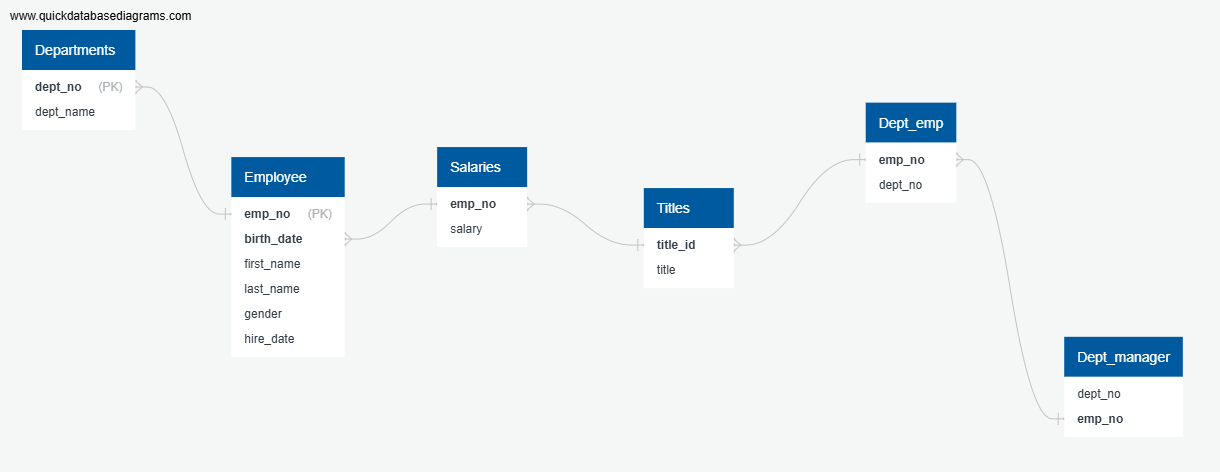 www.quickdatabasediagrams.com
Departments
dept_no (PK)
dept_name
Employee
emp_no (PK)
birth_date
first_name
last_name
gender
hire_date
Salaries
emp_no
salary
Titles
title_id
title
Dept_emp
emp_no
dept_no
Dept_manager
dept_no
emp_no